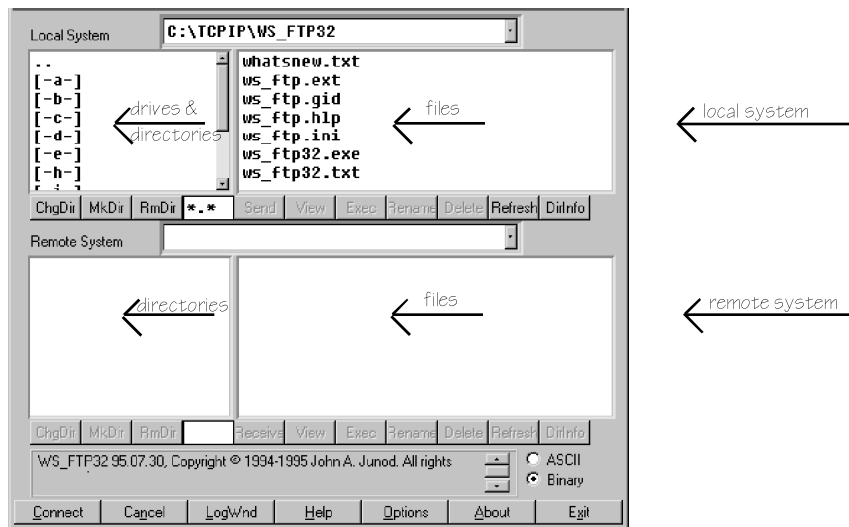 Local System C:\TCPIP\WS_FTP32
..
[-a-]
[-b-]
[-c-]
[-d-]
[-e-]
[-h-]
drives &
directories
whatsnew.txt
ws_ftp.ext
ws_ftp.gid
ws_ftp.hlp
ws_ftp.ini
ws_ftp32.exe
ws_ftp32.txt
files
local system
ChgDir MkDir RmDir *.* Send View Exec Rename Delete Refresh DirInfo
Remote System
directories
files
remote system
ChgDir MkDir RmDir Receive View Exec Rename Delete Refresh DirInfo
WS_FTP32 95.07.30, Copyright © 1994-1995 John A. Junod. All rights
ASCII
Binary
Connect Cancel LogWnd Help Options About Exit